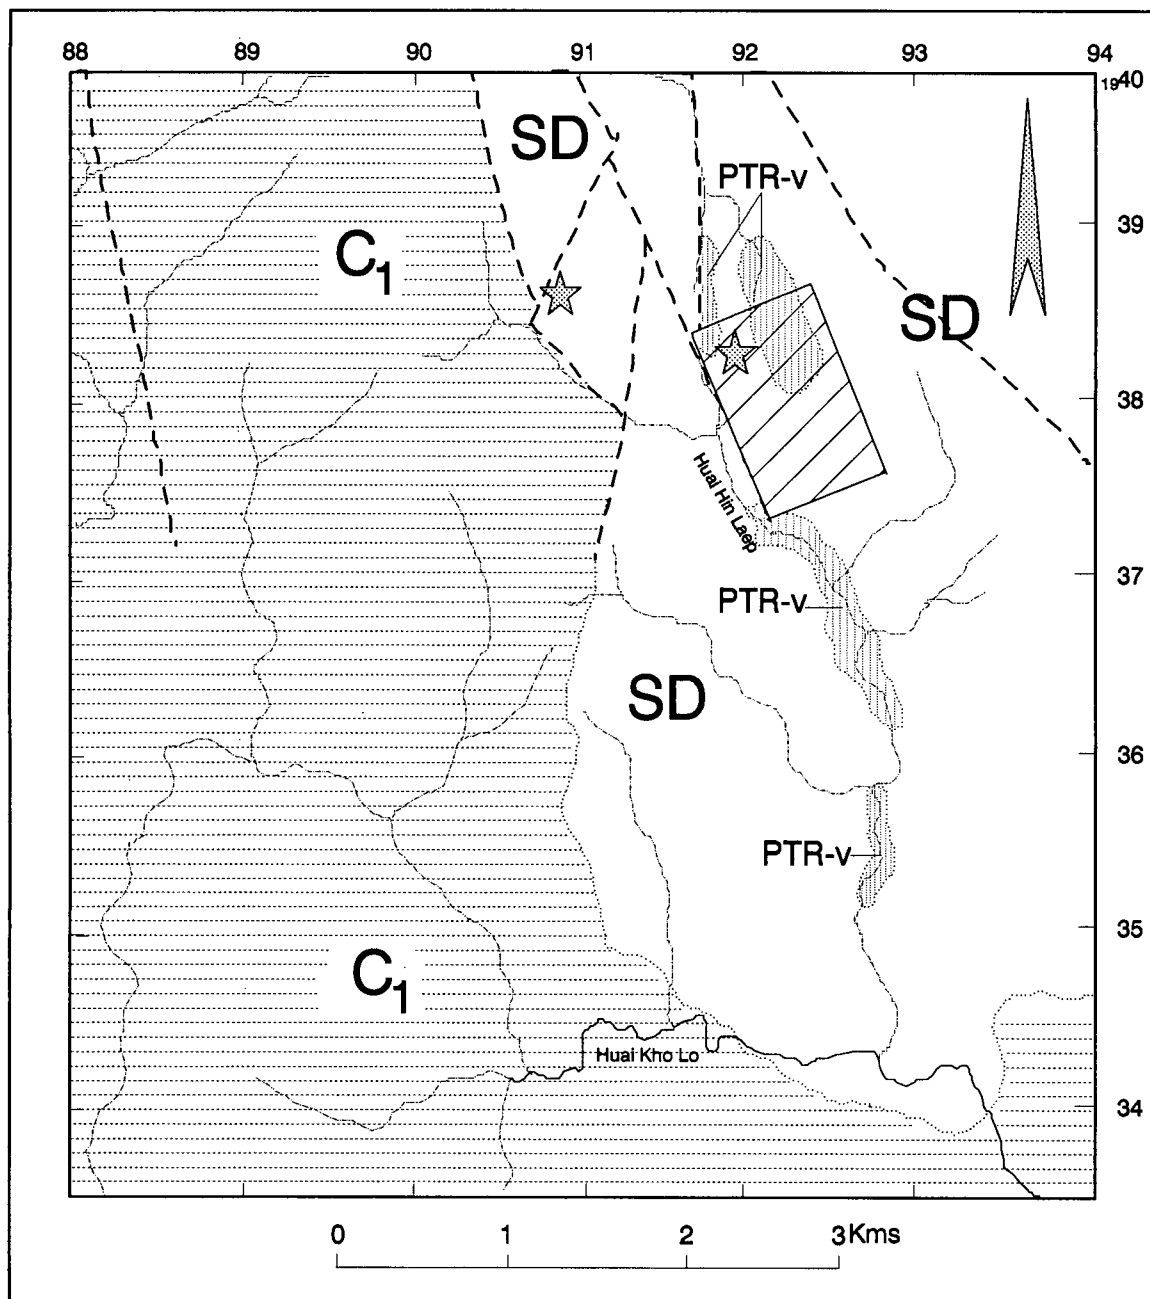 88 89 90 91 92 93 94
1940
SD
PTR-v
39
C1
SD
38
Huai Hin Laep
37
PTR-v
SD
36
PTR-v
35
C1
Huai Kho Lo
34
0 1 2 3Kms